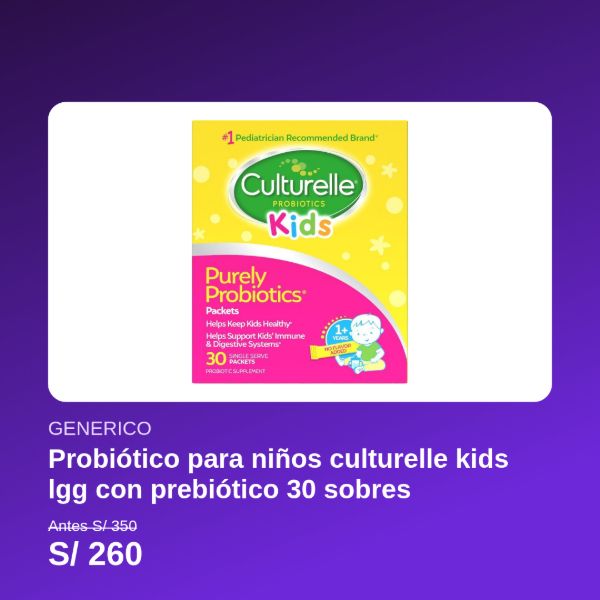 #1 Pediatrician Recommended Brand*
Culturelle®
PROBIOTICS
Kids
Purely
Probiotics®
Packets
Helps Keep Kids Healthy*
Helps Support Kids' Immune
& Digestive Systems*
30 SINGLE SERVE
PACKETS
PROBIOTIC SUPPLEMENT
1+
YEARS
NO FLAVOR
ADDED
GENERICO
Probiótico para niños culturelle kids
lgg con prebiótico 30 sobres
Antes S/ 350
S/ 260